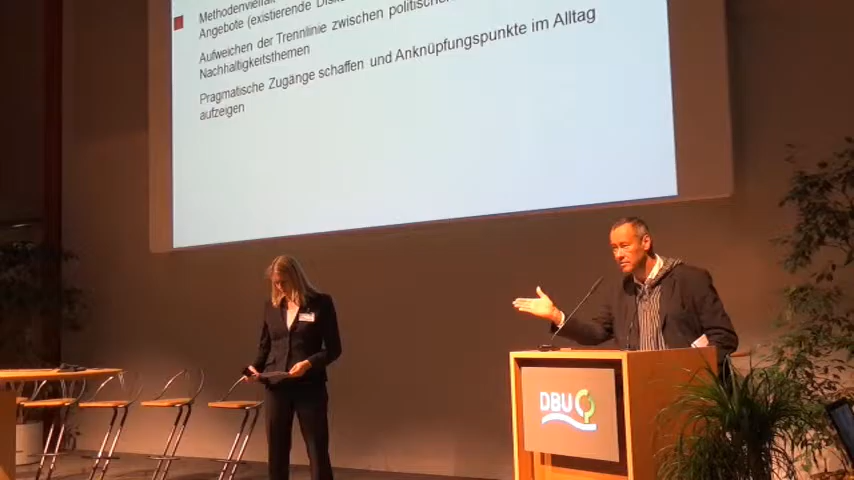 Methodenvielfalt
Angebote (existierende
Aufweichen der Trennlinie zwischen politischen
Nachhaltigkeitsthemen
Pragmatische Zugänge schaffen und Anknüpfungspunkte im Alltag
aufzeigen
DBU